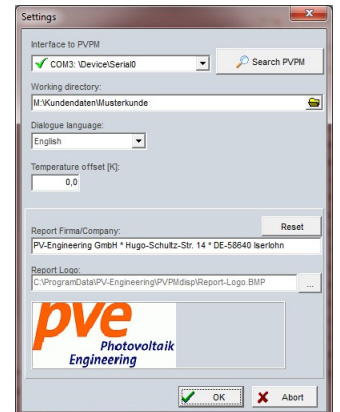 Settings
Interface to PVPM
COM3: \Device\Serial0
Search PVPM
Working directory:
M:\Kundendaten\Musterkunde
Dialogue language:
English
Temperature offset [K]:
0,0
Reset
Report Firma/Company:
PV-Engineering GmbH * Hugo-Schultz-Str. 14 * DE-58640 Iserlohn
Report Logo:
C:\ProgramData\PV-Engineering\PVPMdisp\Report-Logo.BMP
...
pve
Photovoltaik
Engineering
OK
Abort